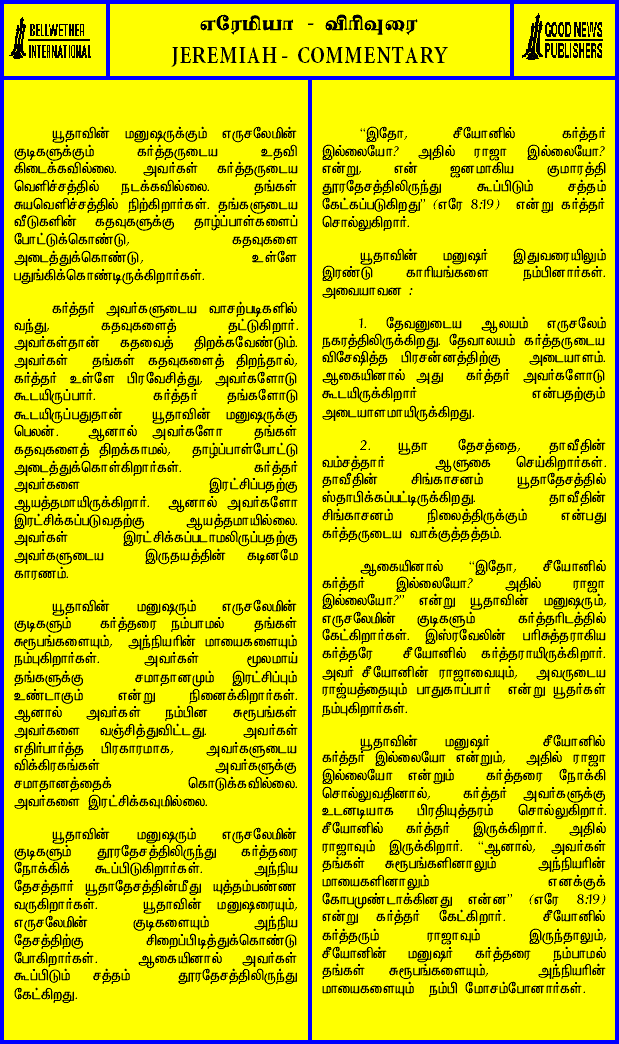 BELLWETHER
INTERNATIONAL
எரேமியா - விரிவுரை
JEREMIAH - COMMENTARY
GOOD NEWS
PUBLISHERS
யூதாவின் மனுஷருக்கும் எருசலேமின்
குடிகளுக்கும் கர்த்தருடைய உதவி
கிடைக்கவில்லை. அவர்கள் கர்த்தருடைய
வெளிச்சத்தில் நடக்கவில்லை. தங்கள்
சுயவெளிச்சத்தில் நிற்கிறார்கள். தங்களுடைய
வீடுகளின் கதவுகளுக்கு தாழ்ப்பாள்களைப்
போட்டுக்கொண்டு, கதவுகளை
அடைத்துக்கொண்டு, உள்ளே
பதுங்கிக்கொண்டிருக்கிறார்கள்.
கர்த்தர் அவர்களுடைய வாசற்படிகளில்
வந்து, கதவுகளைத் தட்டுகிறார்.
அவர்கள்தான் கதவைத் திறக்கவேண்டும்.
அவர்கள் தங்கள் கதவுகளைத் திறந்தால்,
கர்த்தர் உள்ளே பிரவேசித்து, அவர்களோடு
கூடயிருப்பார். கர்த்தர் தங்களோடு
கூடயிருப்பதுதான் யூதாவின் மனுஷருக்கு
பெலன். ஆனால் அவர்களோ தங்கள்
கதவுகளைத் திறக்காமல், தாழ்ப்பாள்போட்டு
அடைத்துக்கொள்கிறார்கள். கர்த்தர்
அவர்களை இரட்சிப்பதற்கு
ஆயத்தமாயிருக்கிறார். ஆனால் அவர்களோ
இரட்சிக்கப்படுவதற்கு ஆயத்தமாயில்லை.
அவர்கள் இரட்சிக்கப்படாமலிருப்பதற்கு
அவர்களுடைய இருதயத்தின் கடினமே
காரணம்.
யூதாவின் மனுஷரும் எருசலேமின்
குடிகளும் கர்த்தரை நம்பாமல் தங்கள்
சுரூபங்களையும், அந்நியரின் மாயைகளையும்
நம்புகிறார்கள். அவர்கள் மூலமாய்
தங்களுக்கு சமாதானமும் இரட்சிப்பும்
உண்டாகும் என்று நினைக்கிறார்கள்.
ஆனால் அவர்கள் நம்பின சுரூபங்கள்
அவர்களை வஞ்சித்துவிட்டது. அவர்கள்
எதிர்பார்த்த பிரகாரமாக, அவர்களுடைய
விக்கிரகங்கள் அவர்களுக்கு
சமாதானத்தைக் கொடுக்கவில்லை.
அவர்களை இரட்சிக்கவுமில்லை.
யூதாவின் மனுஷரும் எருசலேமின்
குடிகளும் தூரதேசத்திலிருந்து கர்த்தரை
நோக்கிக் கூப்பிடுகிறார்கள். அந்நிய
தேசத்தார் யூதாதேசத்தின்மீது யுத்தம்பண்ண
வருகிறார்கள். யூதாவின் மனுஷரையும்,
எருசலேமின் குடிகளையும் அந்நிய
தேசத்திற்கு சிறைப்பிடித்துக்கொண்டு
போகிறார்கள். ஆகையினால் அவர்கள்
கூப்பிடும் சத்தம் தூரதேசத்திலிருந்து
கேட்கிறது.
“இதோ, சீயோனில் கர்த்தர்
இல்லையோ? அதில் ராஜா இல்லையோ?
என்று, என் ஜனமாகிய குமாரத்தி
தூரதேசத்திலிருந்து கூப்பிடும் சத்தம்
கேட்கப்படுகிறது” (எரே 8:19) என்று கர்த்தர்
சொல்லுகிறார்.
யூதாவின் மனுஷர் இதுவரையிலும்
இரண்டு காரியங்களை நம்பினார்கள்.
அவையாவன :
1. தேவனுடைய ஆலயம் எருசலேம்
நகரத்திலிருக்கிறது. தேவாலயம் கர்த்தருடைய
விசேஷித்த பிரசன்னத்திற்கு அடையாளம்.
ஆகையினால் அது கர்த்தர் அவர்களோடு
கூடயிருக்கிறார் என்பதற்கும்
அடையாளமாயிருக்கிறது.
2. யூதா தேசத்தை, தாவீதின்
வம்சத்தார் ஆளுகை செய்கிறார்கள்.
தாவீதின் சிங்காசனம் யூதாதேசத்தில்
ஸ்தாபிக்கப்பட்டிருக்கிறது. தாவீதின்
சிங்காசனம் நிலைத்திருக்கும் என்பது
கர்த்தருடைய வாக்குத்தத்தம்.
ஆகையினால் “இதோ, சீயோனில்
கர்த்தர் இல்லையோ? அதில் ராஜா
இல்லையோ?” என்று யூதாவின் மனுஷரும்,
எருசலேமின் குடிகளும் கர்த்தரிடத்தில்
கேட்கிறார்கள். இஸ்ரவேலின் பரிசுத்தராகிய
கர்த்தரே சீயோனில் கர்த்தராயிருக்கிறார்.
அவர் சீயோனின் ராஜாவையும், அவருடைய
ராஜ்யத்தையும் பாதுகாப்பார் என்று யூதர்கள்
நம்புகிறார்கள்.
யூதாவின் மனுஷர் சீயோனில்
கர்த்தர் இல்லையோ என்றும், அதில் ராஜா
இல்லையோ என்றும் கர்த்தரை நோக்கி
சொல்லுவதினால், கர்த்தர் அவர்களுக்கு
உடனடியாக பிரதியுத்தரம் சொல்லுகிறார்.
சீயோனில் கர்த்தர் இருக்கிறார். அதில்
ராஜாவும் இருக்கிறார். “ஆனால், அவர்கள்
தங்கள் சுரூபங்களினாலும் அந்நியரின்
மாயைகளினாலும் எனக்குக்
கோபமுண்டாக்கினது என்ன” (எரே 8:19)
என்று கர்த்தர் கேட்கிறார். சீயோனில்
கர்த்தரும் ராஜாவும் இருந்தாலும்,
சீயோனின் மனுஷர் கர்த்தரை நம்பாமல்
தங்கள் சுரூபங்களையும், அந்நியரின்
மாயைகளையும் நம்பி மோசம்போனார்கள்.